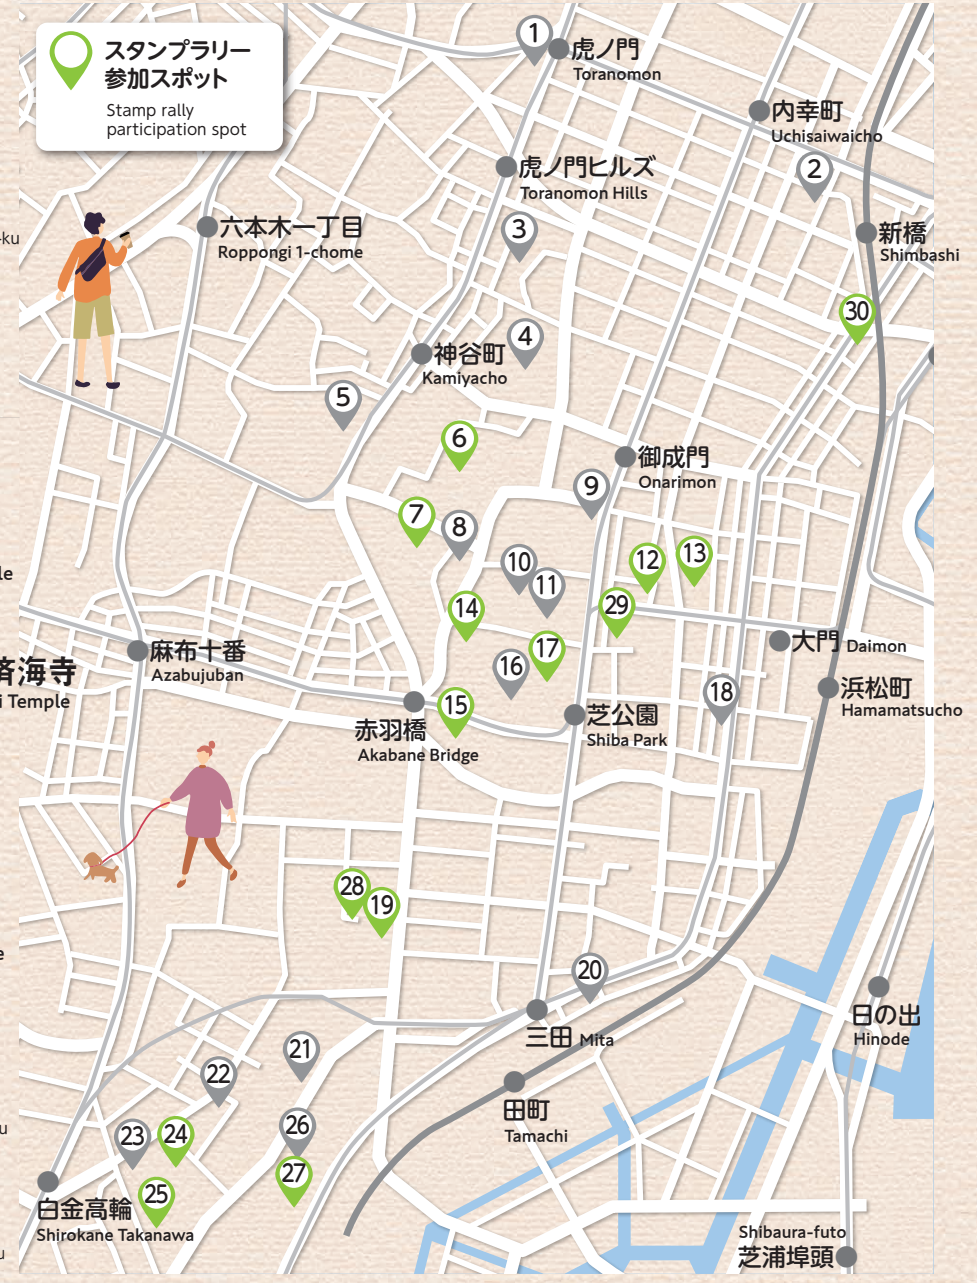 スタンプラリー
参加スポット
Stamp rally
participation spot
1
虎ノ門
Toranomon
内幸町
Uchisaiwaicho
2
虎ノ門ヒルズ
Toranomon Hills
3
六本木一丁目
Roppongi 1-chome
-ku
新橋
Shimbashi
30
4
神谷町
Kamiyacho
5
6
御成門
Onarimon
9
7
8
10
11
12
13
le
14
29
17
16
麻布十番
Azabujuban
大門 Daimon
済海寺
i Temple
18
浜松町
Hamamatsucho
15
芝公園
Shiba Park
赤羽橋
Akabane Bridge
28
19
e
20
三田 Mita
日の出
Hinode
21
22
田町
Tamachi
u
23
24
26
27
25
白金高輪
Shirokane Takanawa
u
Shibaura-futo
芝浦埠頭